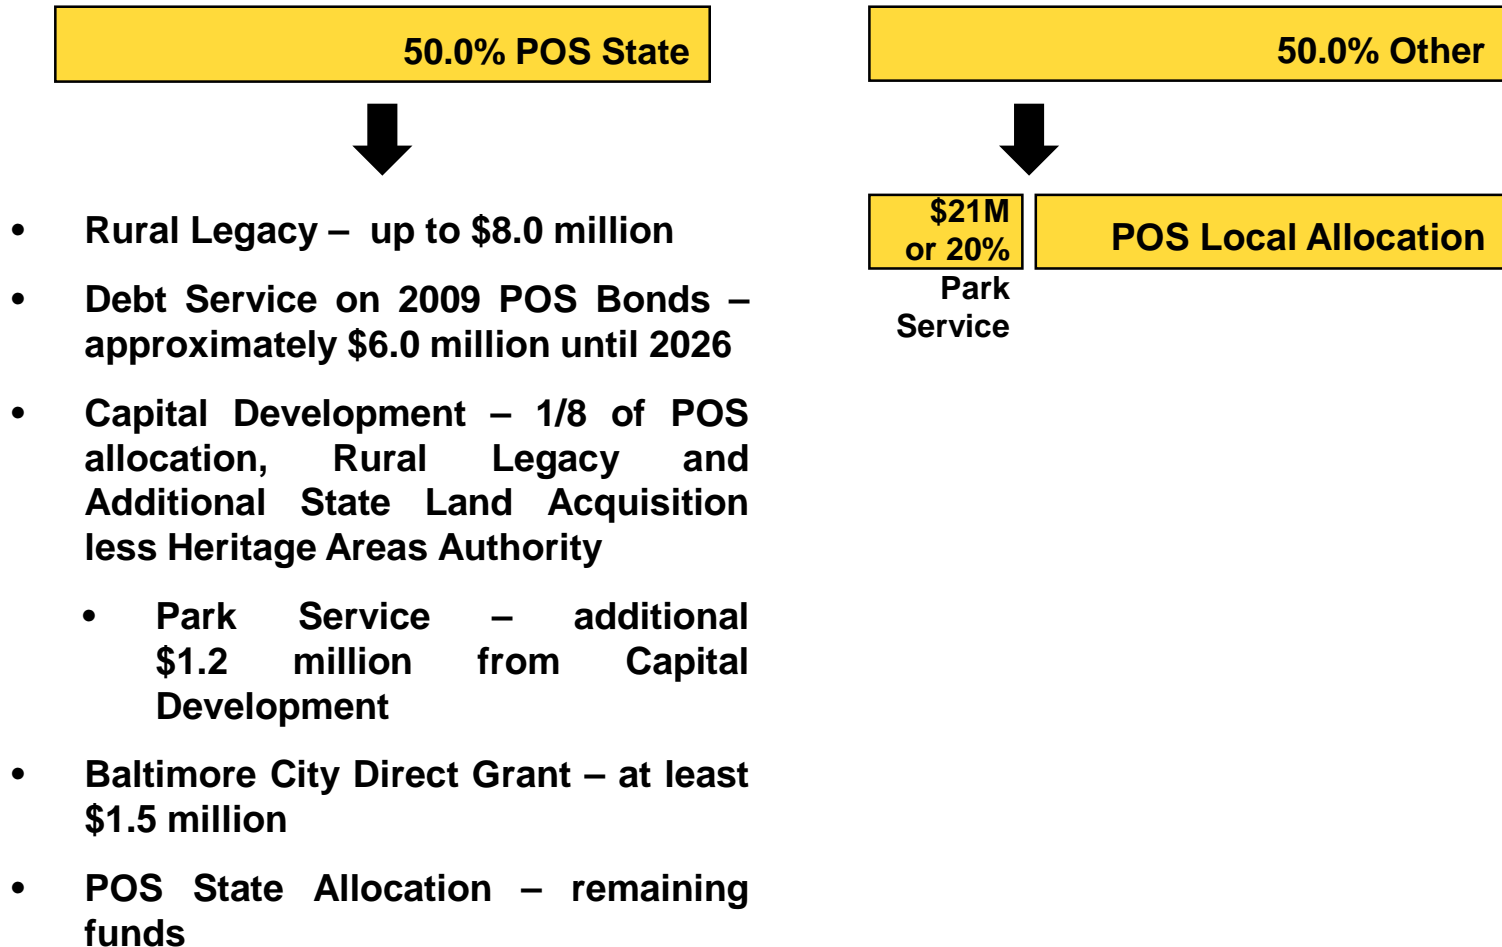 50.0% POS State
• Rural Legacy – up to $8.0 million
• Debt Service on 2009 POS Bonds –
approximately $6.0 million until 2026
• Capital Development – 1/8 of POS
allocation, Rural Legacy and
Additional State Land Acquisition
less Heritage Areas Authority
• Park Service – additional
$1.2 million from Capital
Development
• Baltimore City Direct Grant – at least
$1.5 million
• POS State Allocation – remaining
funds
50.0% Other
$21M
or 20%
Park
Service
POS Local Allocation